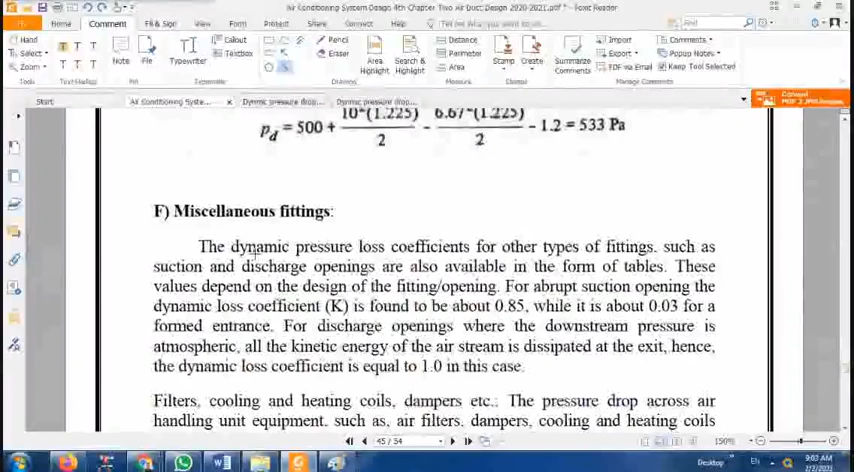 Air Conditioning System Design 4th Chapter Two Air Duct Design 2020-2021.pdf * - Foxit Reader
File Home Comment Fill & Sign View Form Protect Share Connect Help Extras Find
Hand
Select
Zoom
Tools
Note File
Typewriter
Callout
Textbox
Pencil
Eraser
Drawing
Area Highlight
Search & Highlight
Distance
Perimeter
Area
Measure
Stamp Create
Summarize Comments
Import
Export
FDF via Email
Comments
Popup Notes
Keep Tool Selected
Manage Comments
Start Air Conditioning Syste... Dynmic pressure drop... Dynmic pressure drop...
p_d = 500 + 10²(1.225)/2 - 6.67²(1.225)/2 - 1.2 = 533 Pa
F) Miscellaneous fittings:
The dynamic pressure loss coefficients for other types of fittings. such as
suction and discharge openings are also available in the form of tables. These
values depend on the design of the fitting/opening. For abrupt suction opening the
dynamic loss coefficient (K) is found to be about 0.85, while it is about 0.03 for a
formed entrance. For discharge openings where the downstream pressure is
atmospheric, all the kinetic energy of the air stream is dissipated at the exit, hence,
the dynamic loss coefficient is equal to 1.0 in this case.
Filters, cooling and heating coils, dampers etc.: The pressure drop across air
handling unit equipment. such as, air filters. dampers, cooling and heating coils
45 / 54 150%
Desktop EN 9:03 AM